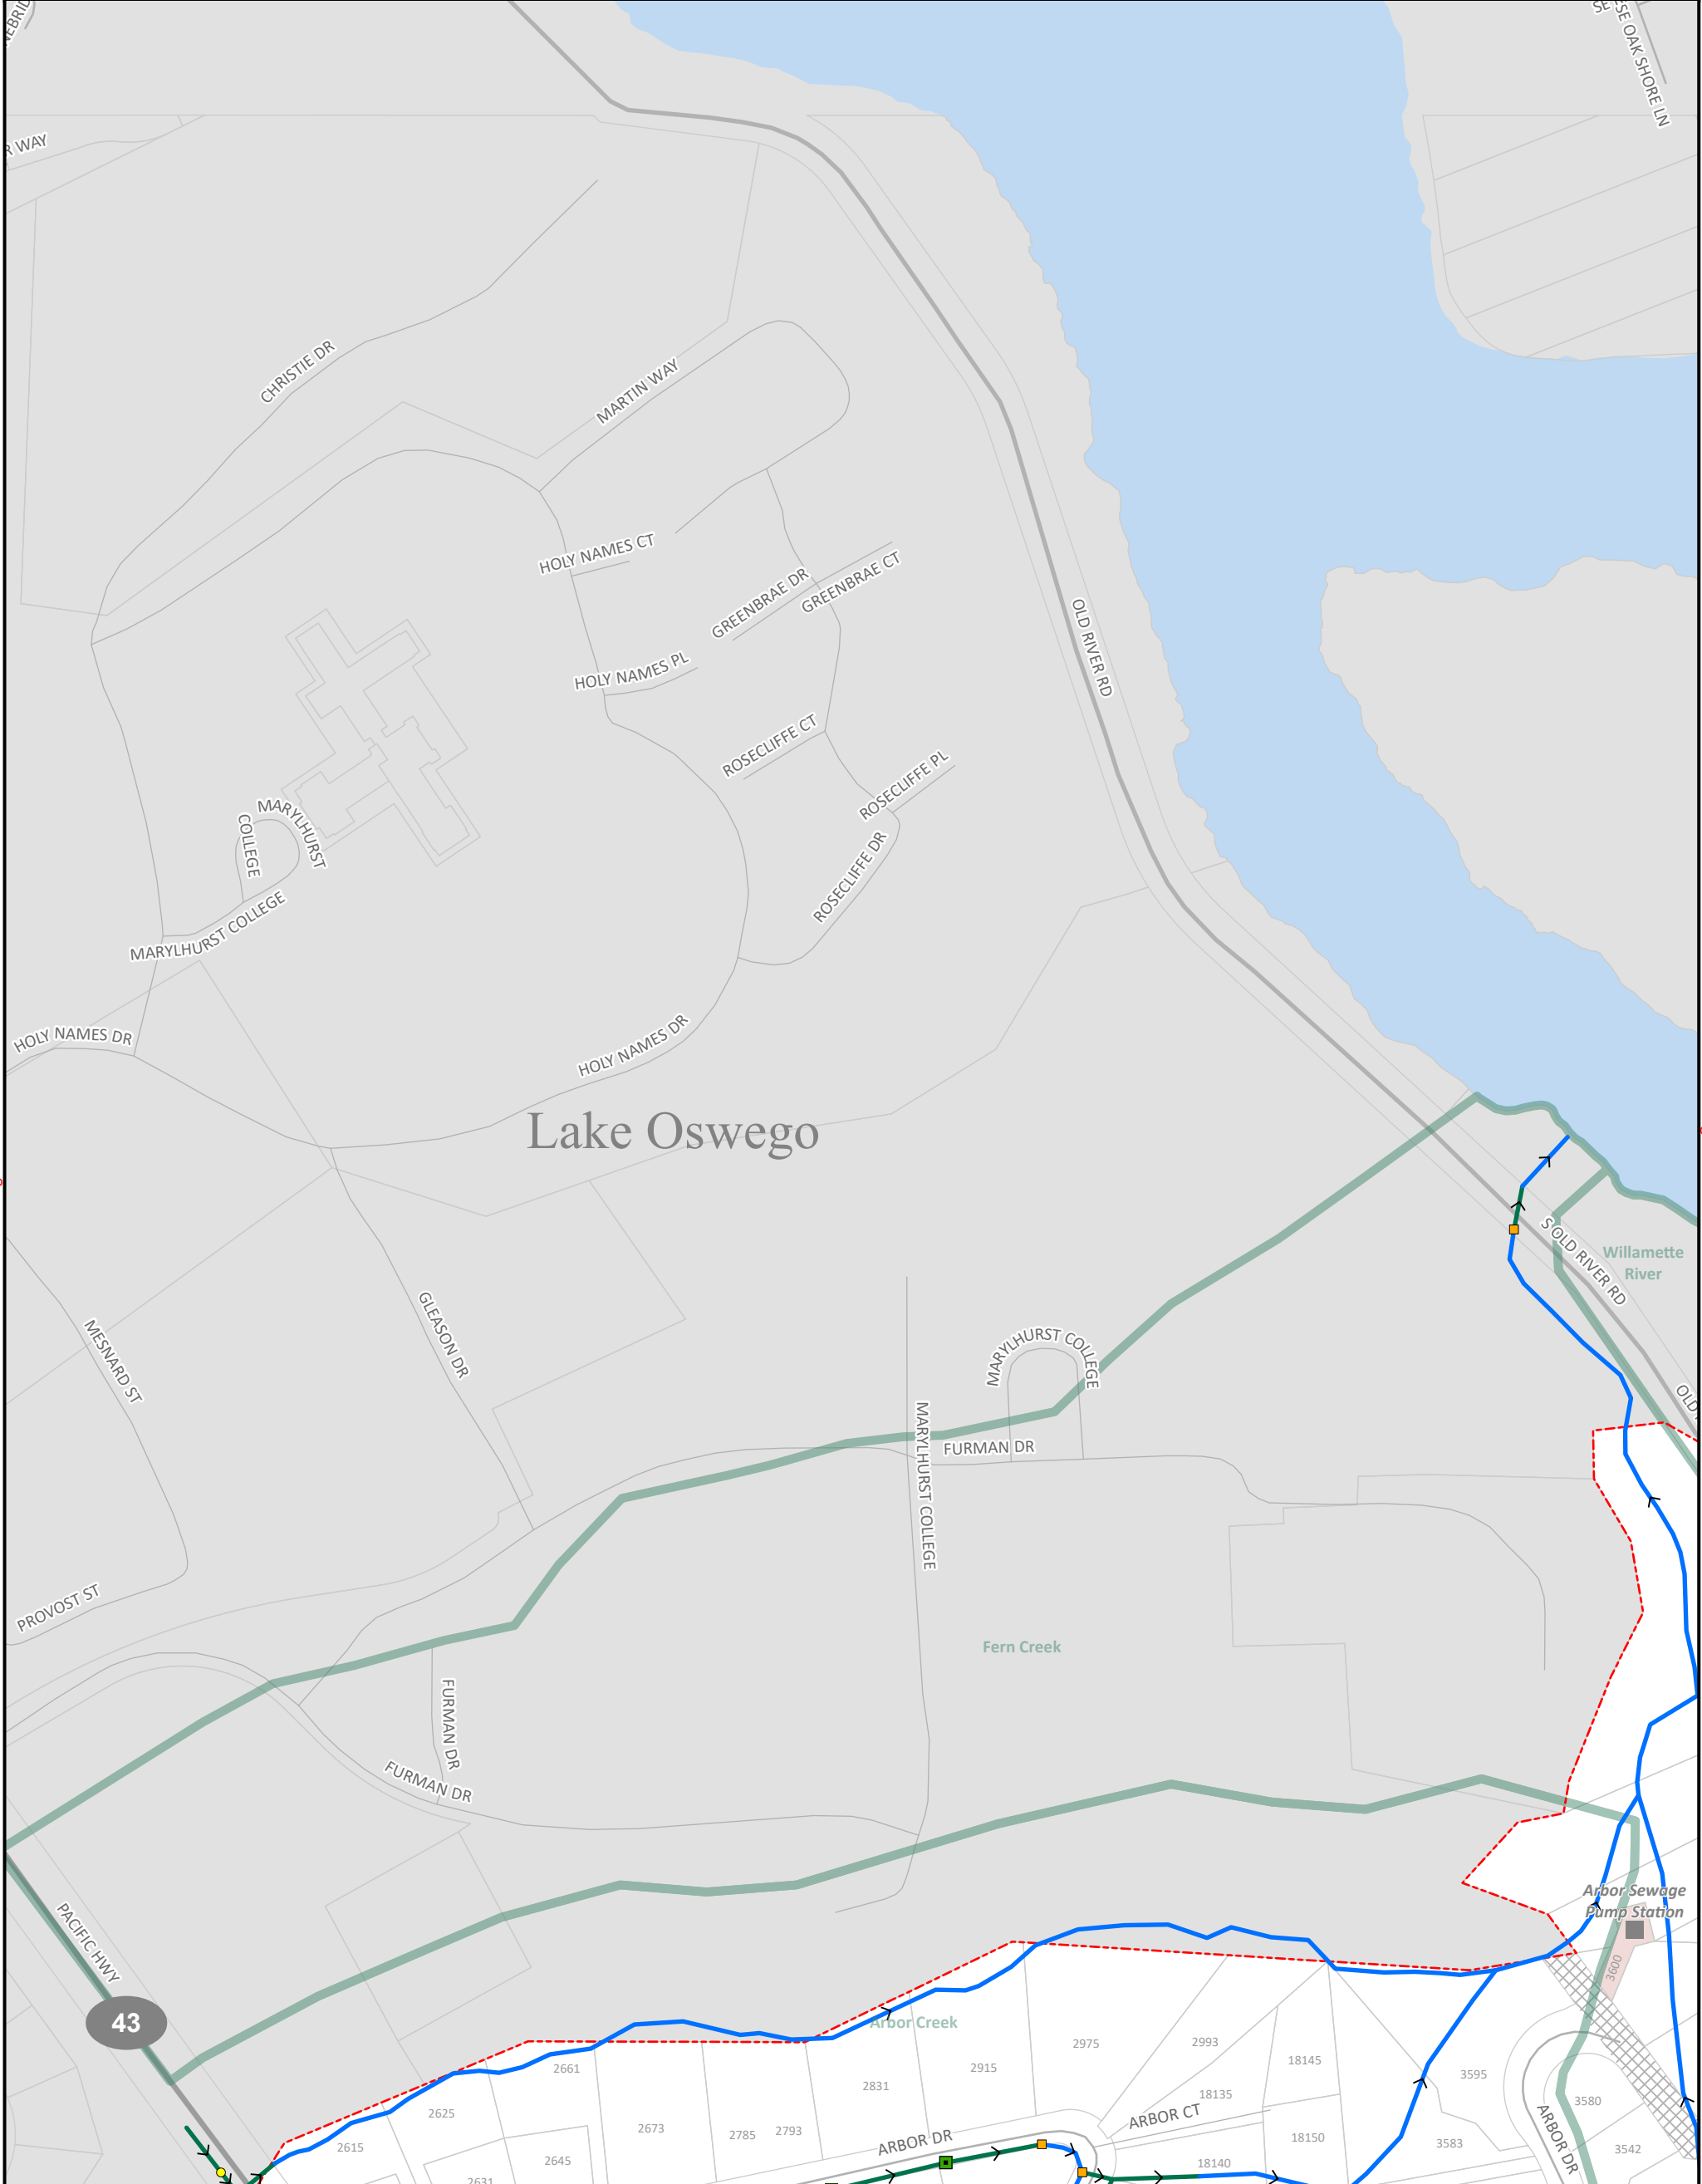 ESE OAK SHORE LN
R WAY
CHRISTIE DR
MARTIN WAY
HOLY NAMES CT
GREENBRAE DR
GREENBRAE CT
OLD RIVER RD
HOLY NAMES PL
ROSECLIFFE CT
ROSECLIFFE PL
MARYLHURST
COLLEGE
ROSECLIFFE DR
MARYLHURST COLLEGE
HOLY NAMES DR
HOLY NAMES DR
Lake Oswego
S OLD RIVER RD
Willamette
River
MESNARD ST
GLEASON DR
MARYLHURST COLLEGE
OLD
MARYLHURST COLLEGE
FURMAN DR
PROVOST ST
Fern Creek
FURMAN DR
FURMAN DR
Arbor Sewage
Pump Station
PACIFIC HWY
3600
43
Arbor Creek
2975
2993
18145
2661
2915
3595
2831
18135
3580
2625
2673
2785
2793
ARBOR DR
ARBOR CT
18150
ARBOR DR
3583
2615
2645
3542
18140
2631